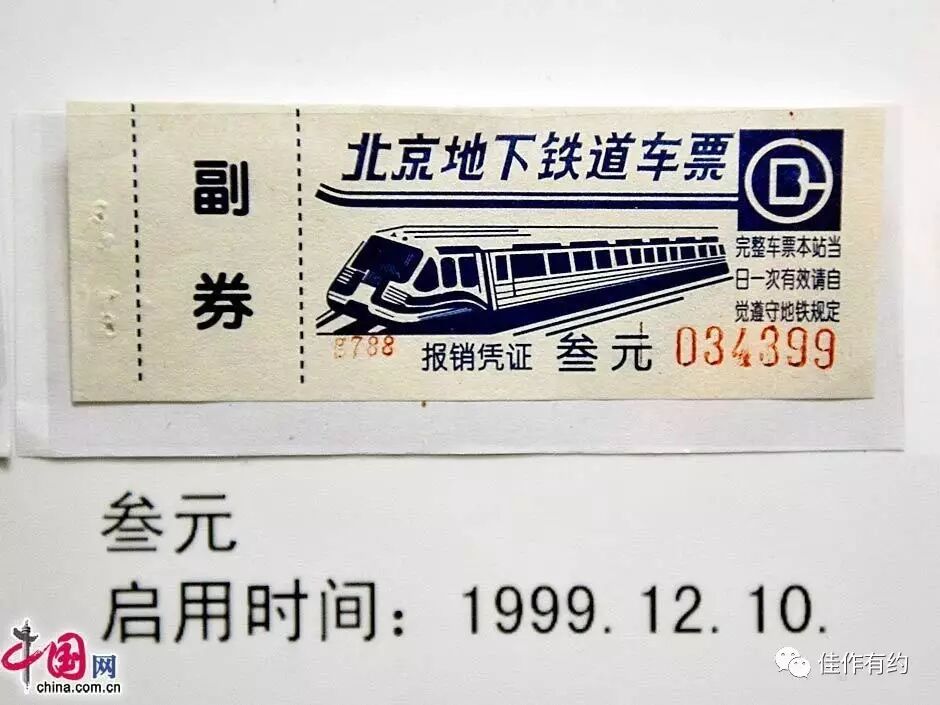 副券
北京地下铁道车票
完整车票本站当
日一次有效请自
觉遵守地铁规定
报销凭证 叁元 034399
叁元
启用时间：1999.12.10.
中国网
china.com.cn
佳作有约